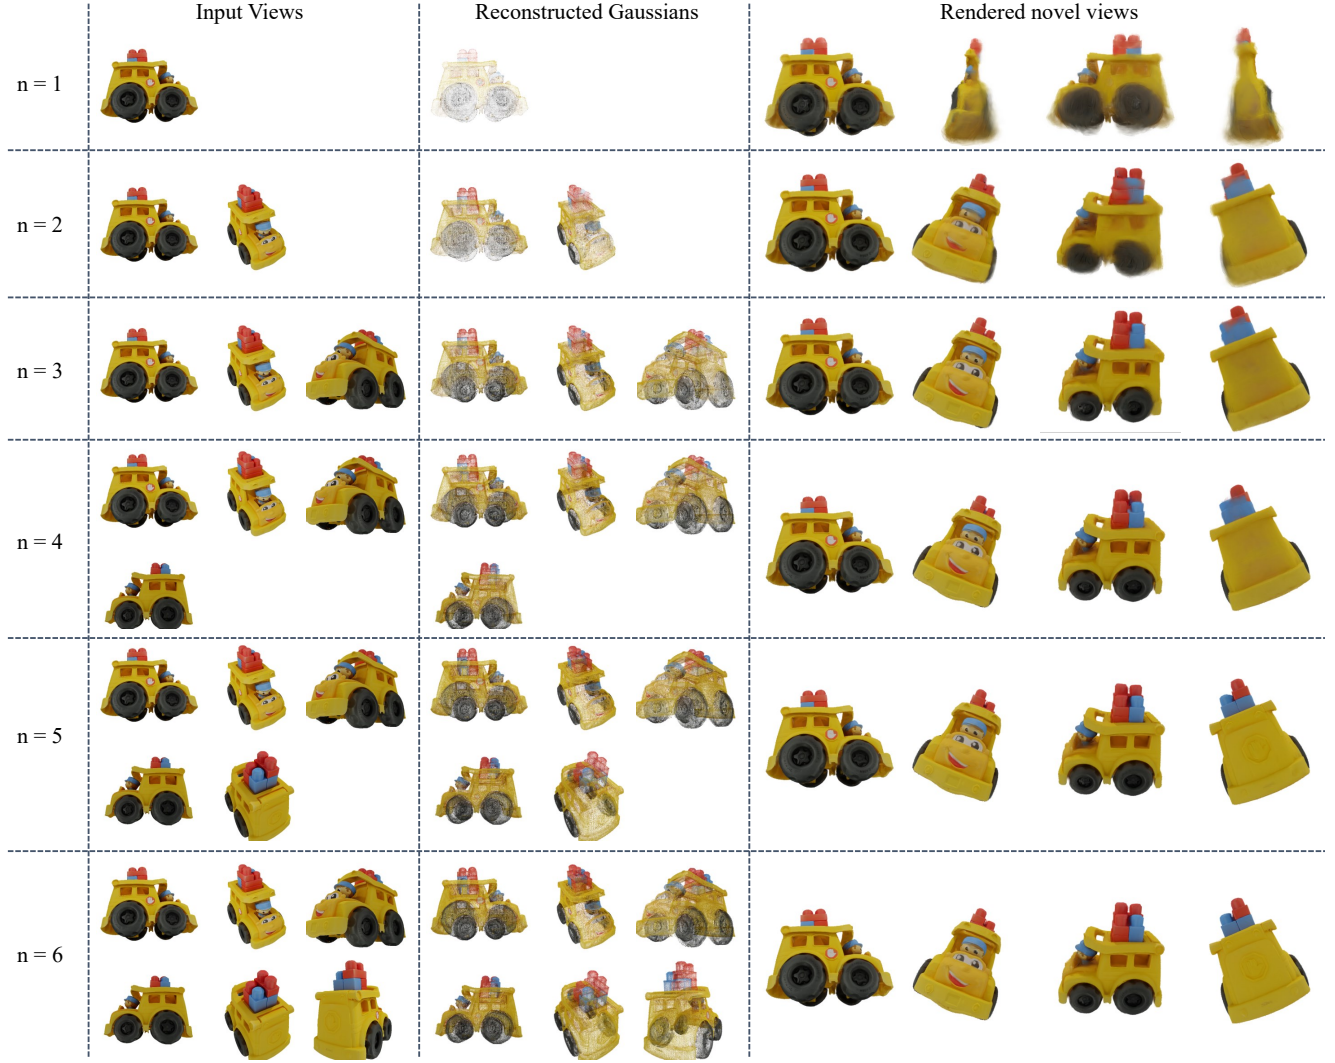 Input Views
Reconstructed Gaussians
Rendered novel views
n = 1
n = 2
n = 3
n = 4
n = 5
n = 6